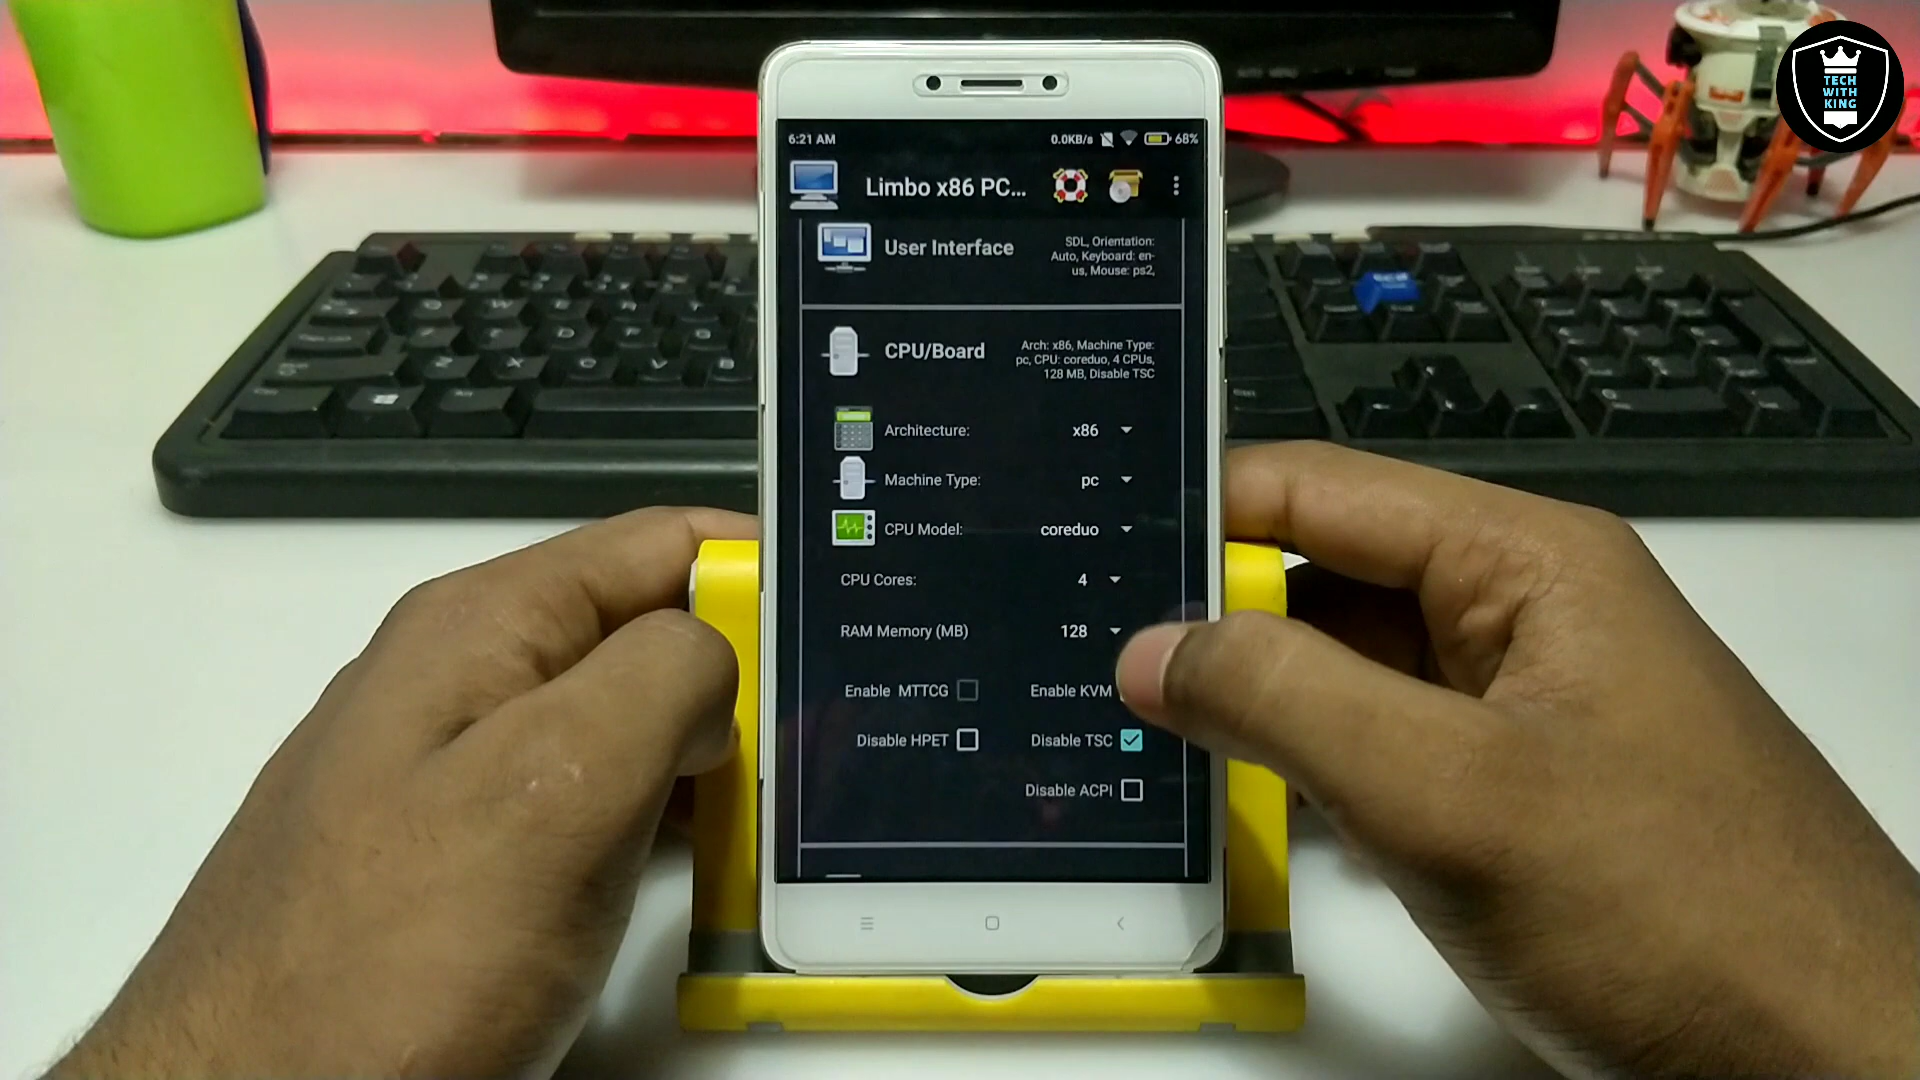 TECH
WITH
KING
6:21 AM
0.0KB/s 68%
Limbo x86 PC...
User Interface
SDL, Orientation:
Auto, Keyboard: en-
us, Mouse: ps2,
CPU/Board
Arch: x86, Machine Type:
pc, CPU: coreduo, 4 CPUs,
128 MB, Disable TSC
Architecture: x86
Machine Type: pc
CPU Model: coreduo
CPU Cores: 4
RAM Memory (MB) 128
Enable MTTCG Enable KVM
Disable HPET Disable TSC
Disable ACPI